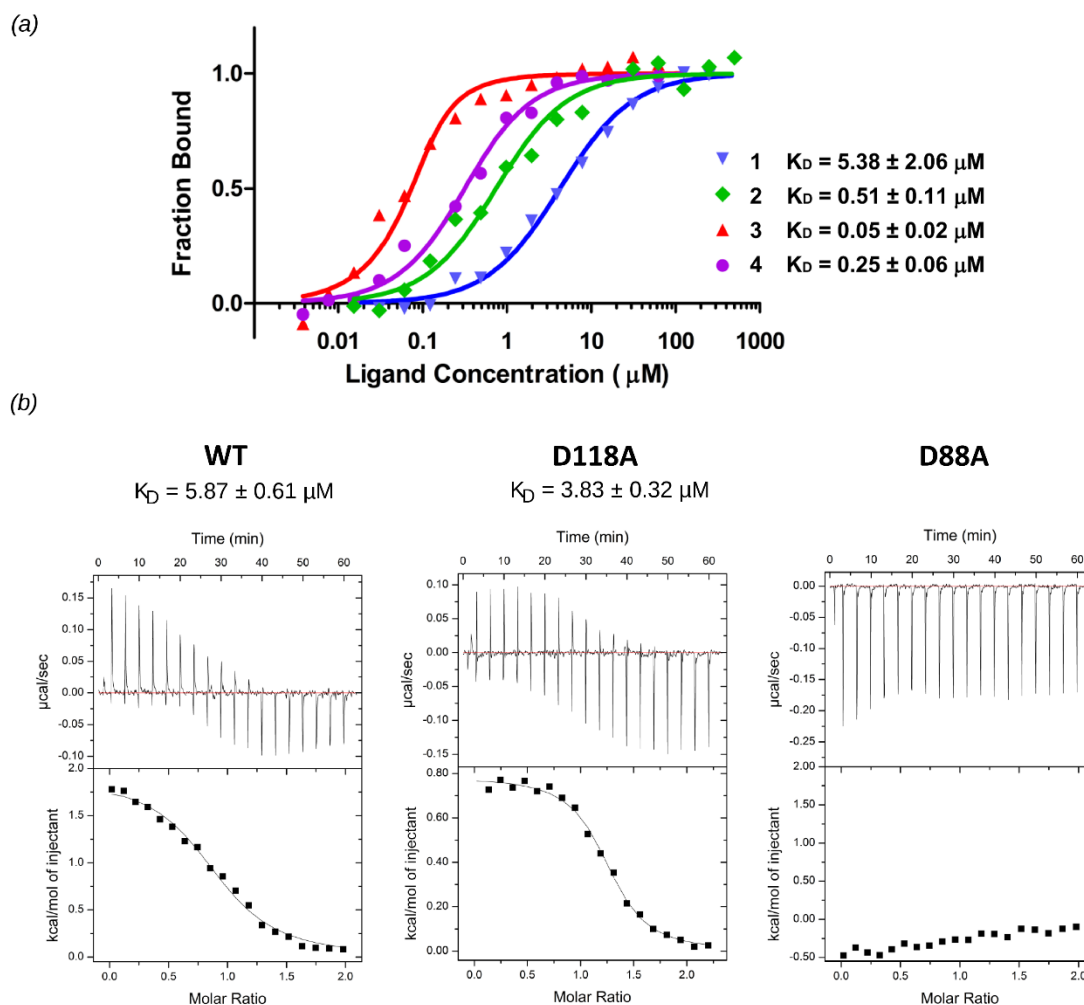 (a)
Fraction Bound
1.0
0.5
0.0
0.01 0.1 1 10 100 1000
Ligand Concentration ( μM)
1 KD = 5.38 ± 2.06 μM
2 KD = 0.51 ± 0.11 μM
3 KD = 0.05 ± 0.02 μM
4 KD = 0.25 ± 0.06 μM
(b)
WT
KD = 5.87 ± 0.61 μM
Time (min)
0 10 20 30 40 50 60
μcal/sec
0.15
0.10
0.05
0.00
-0.05
-0.10
2.0
kcal/mol of injectant
1.5
1.0
0.5
0.0
0.0 0.5 1.0 1.5 2.0
Molar Ratio
D118A
KD = 3.83 ± 0.32 μM
Time (min)
0 10 20 30 40 50 60
μcal/sec
0.10
0.05
0.00
-0.05
-0.10
-0.15
0.80
kcal/mol of injectant
0.60
0.40
0.20
0.00
0.0 0.5 1.0 1.5 2.0
Molar Ratio
D88A
Time (min)
0 10 20 30 40 50 60
μcal/sec
0.00
-0.05
-0.10
-0.15
-0.20
-0.25
2.00
kcal/mol of injectant
1.50
1.00
0.50
-0.00
-0.50
0.0 0.5 1.0 1.5 2.0
Molar Ratio